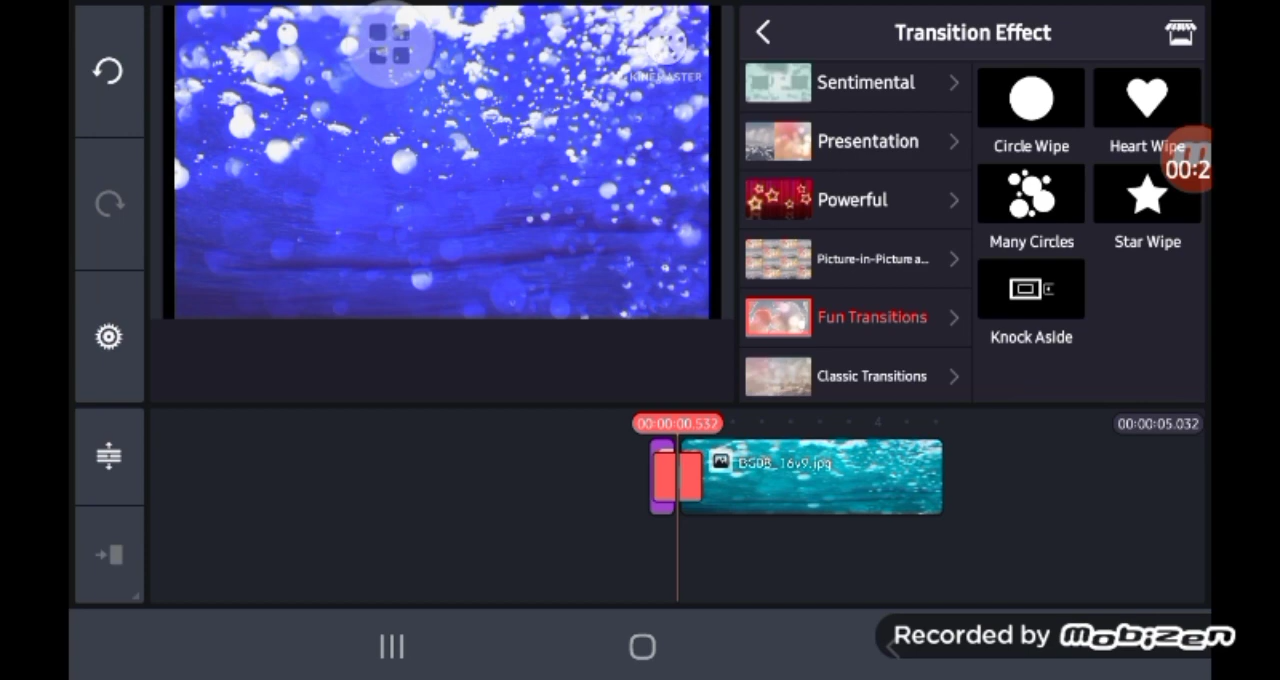 KINEMASTER
Transition Effect
Sentimental
Presentation
Powerful
Picture-in-Picture a...
Fun Transitions
Classic Transitions
Circle Wipe
Heart Wipe
00:2
Many Circles
Star Wipe
Knock Aside
00:00:00.532
4
00:00:05.032
BG08_16v9.jpg
Recorded by mobizen